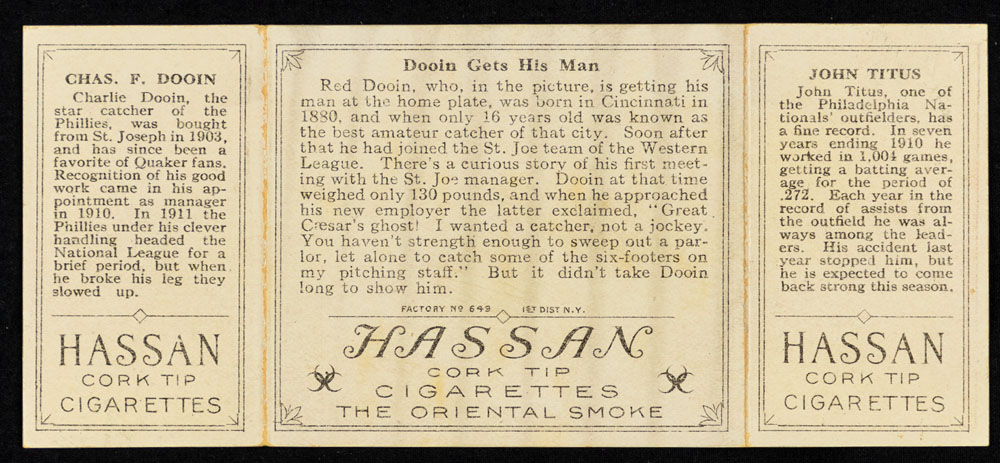 CHAS. F. DOOIN
Charlie Dooin, the
star catcher of the
Phillies, was bought
from St. Joseph in 1903,
and has since been a
favorite of Quaker fans.
Recognition of his good
work came in his ap-
pointment as manager
in 1910. In 1911 the
Phillies under his clever
handling headed the
National League for a
brief period, but when
he broke his leg they
slowed up.
HASSAN
CORK TIP
CIGARETTES
Dooin Gets His Man
Red Dooin, who, in the picture, is getting his
man at the home plate, was born in Cincinnati in
1880, and when only 16 years old was known as
the best amateur catcher of that city. Soon after
that he had joined the St. Joe team of the Western
League. There's a curious story of his first meet-
ing with the St. Joe manager. Dooin at that time
weighed only 130 pounds, and when he approached
his new employer the latter exclaimed, "Great
Cæsar's ghost! I wanted a catcher, not a jockey.
You haven't strength enough to sweep out a par-
lor, let alone to catch some of the six-footers on
my pitching staff." But it didn't take Dooin
long to show him.
FACTORY Nº 649 1ST DIST N.Y.
HASSAN
CORK TIP
CIGARETTES
THE ORIENTAL SMOKE
JOHN TITUS
John Titus, one of
the Philadelphia Na-
tionals' outfielders, has
a fine record. In seven
years ending 1910 he
worked in 1,004 games,
getting a batting aver-
age for the period of
.272. Each year in the
record of assists from
the outfield he was al-
ways among the lead-
ers. His accident last
year stopped him, but
he is expected to come
back strong this season.
HASSAN
CORK TIP
CIGARETTES